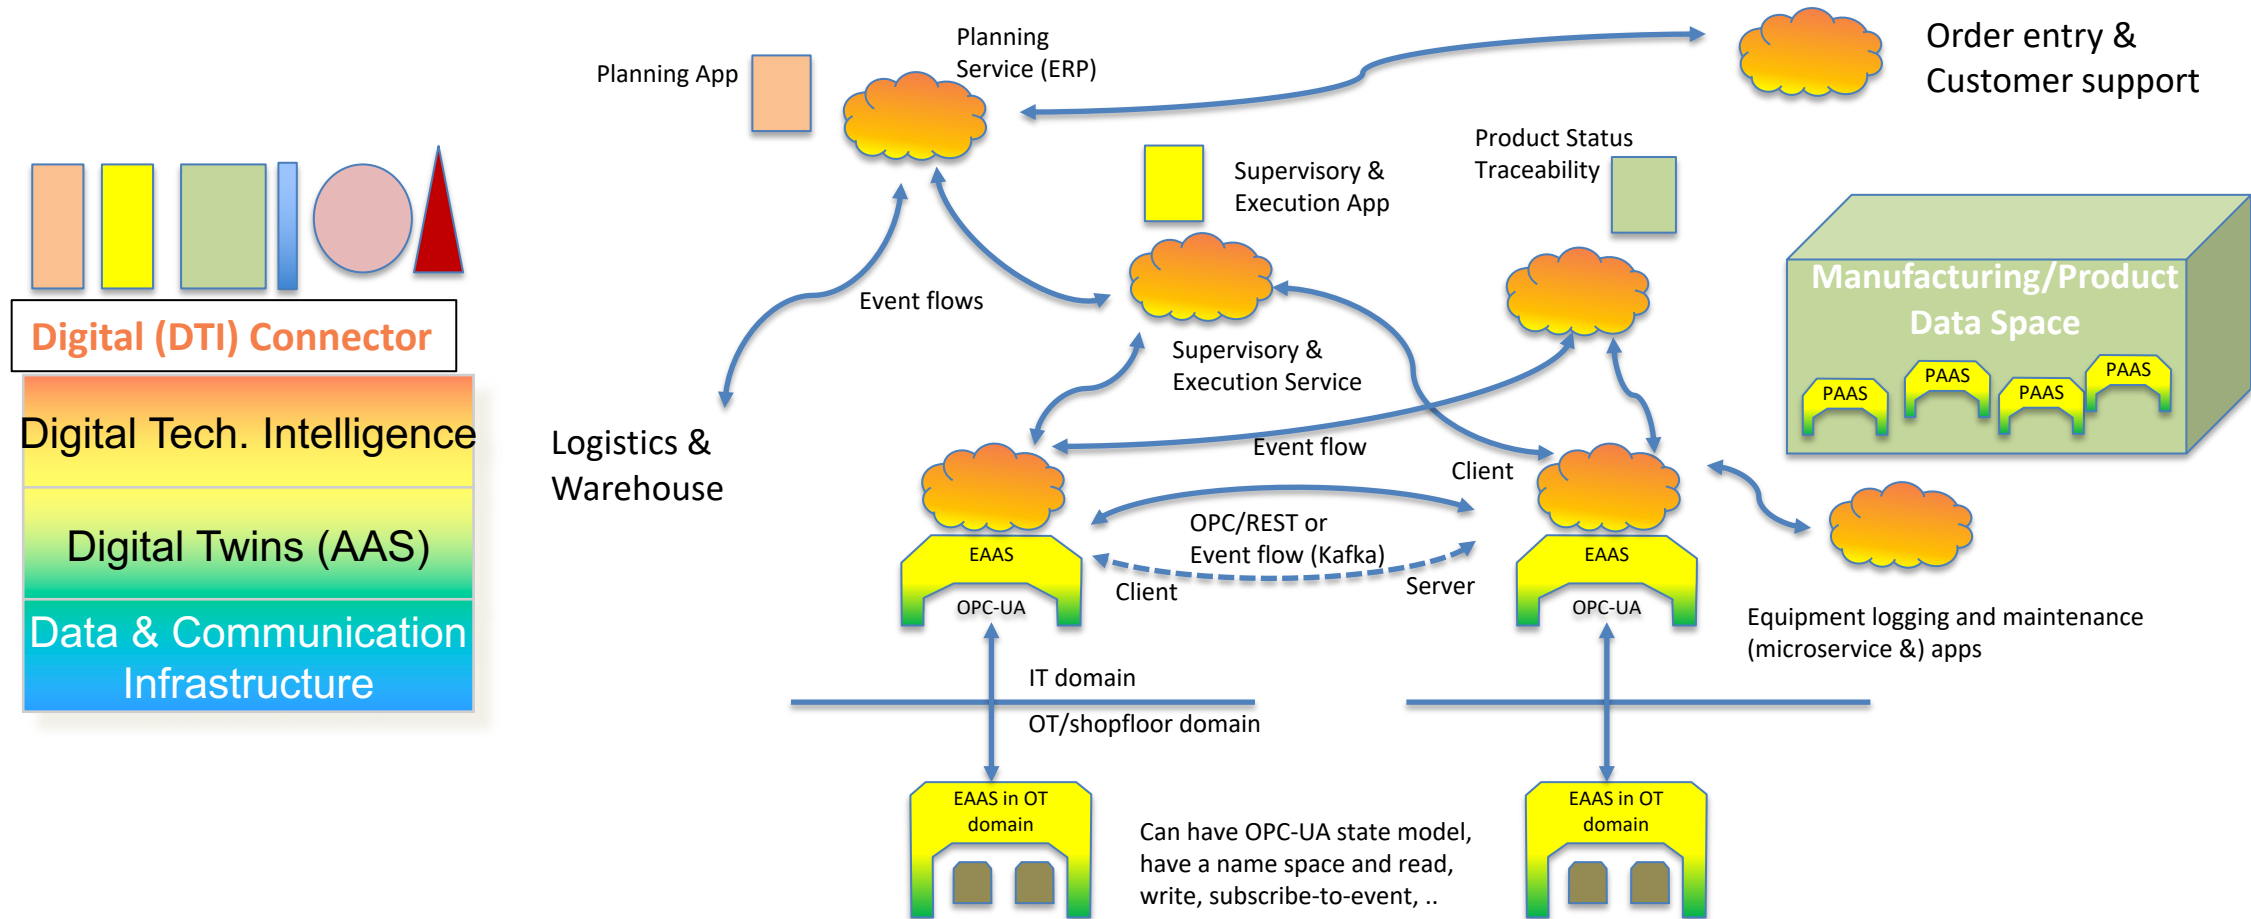 Planning App
Planning
Service (ERP)
Order entry &
Customer support
Supervisory &
Execution App
Product Status
Traceability
Digital (DTI) Connector
Digital Tech. Intelligence
Digital Twins (AAS)
Data & Communication
Infrastructure
Event flows
Supervisory &
Execution Service
Manufacturing/Product
Data Space
PAAS
PAAS
PAAS
PAAS
Logistics &
Warehouse
Event flow
Client
OPC/REST or
Event flow (Kafka)
Client
Server
EAAS
OPC-UA
EAAS
OPC-UA
Equipment logging and maintenance
(microservice &) apps
IT domain
OT/shopfloor domain
EAAS in OT
domain
Can have OPC-UA state model,
have a name space and read,
write, subscribe-to-event, ..
EAAS in OT
domain